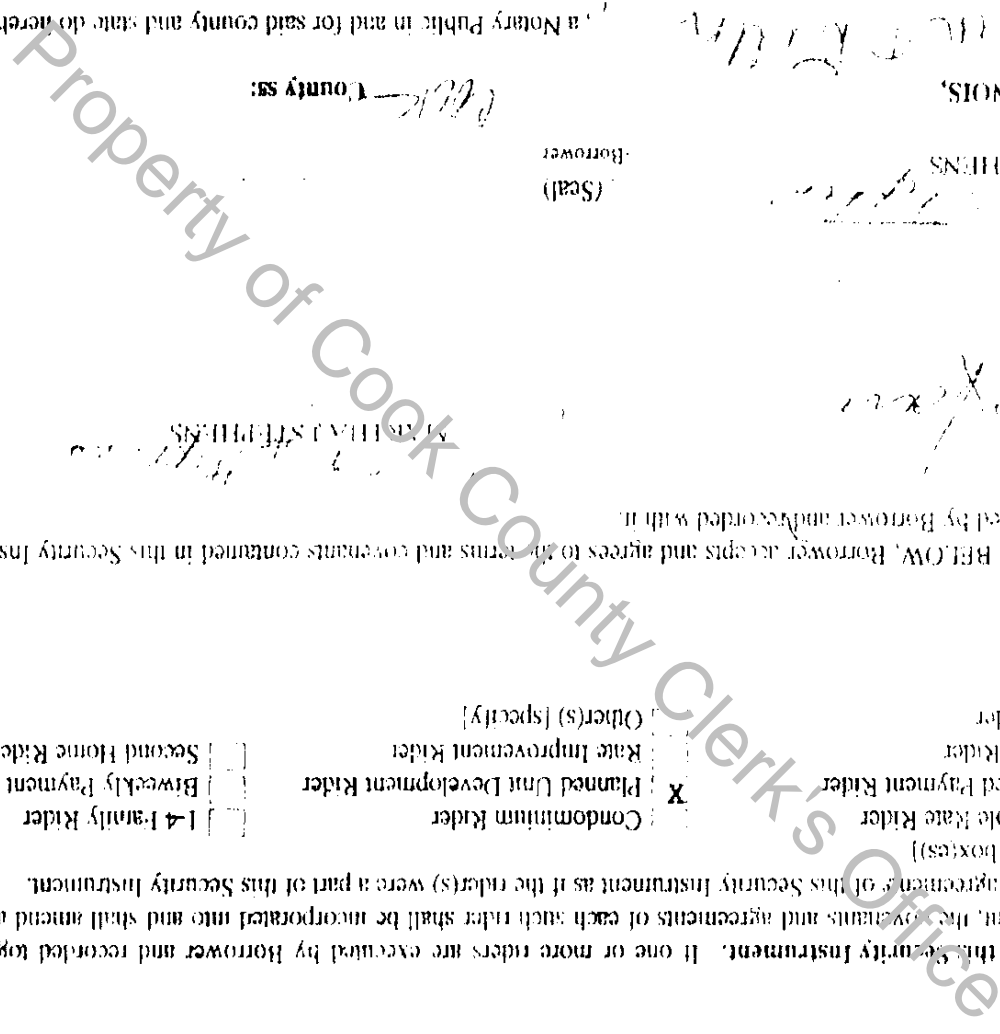 this Security Instrument. If one or more riders are executed by Borrower and recorded tog
the covenants and agreements of each such rider shall be incorporated into and shall amend
agreements of this Security Instrument as if the rider(s) were a part of this Security Instrument.
box(es)]
Rate Rider
Condominium Rider
1-4 Family Rider
Payment Rider
X Planned Unit Development Rider
Biweekly Payment
Rider
Rate Improvement Rider
Second Home Ride
Other(s) [specify]
BELOW, Borrower accepts and agrees to the terms and covenants contained in this Security Ins
by Borrower and recorded with it.
MARTHA J STEPHENS
PHENS
(Seal)
-Borrower
NOIS,
Cook County ss:
, a Notary Public in and for said county and state do hereb
Property of Cook County Clerk's Office